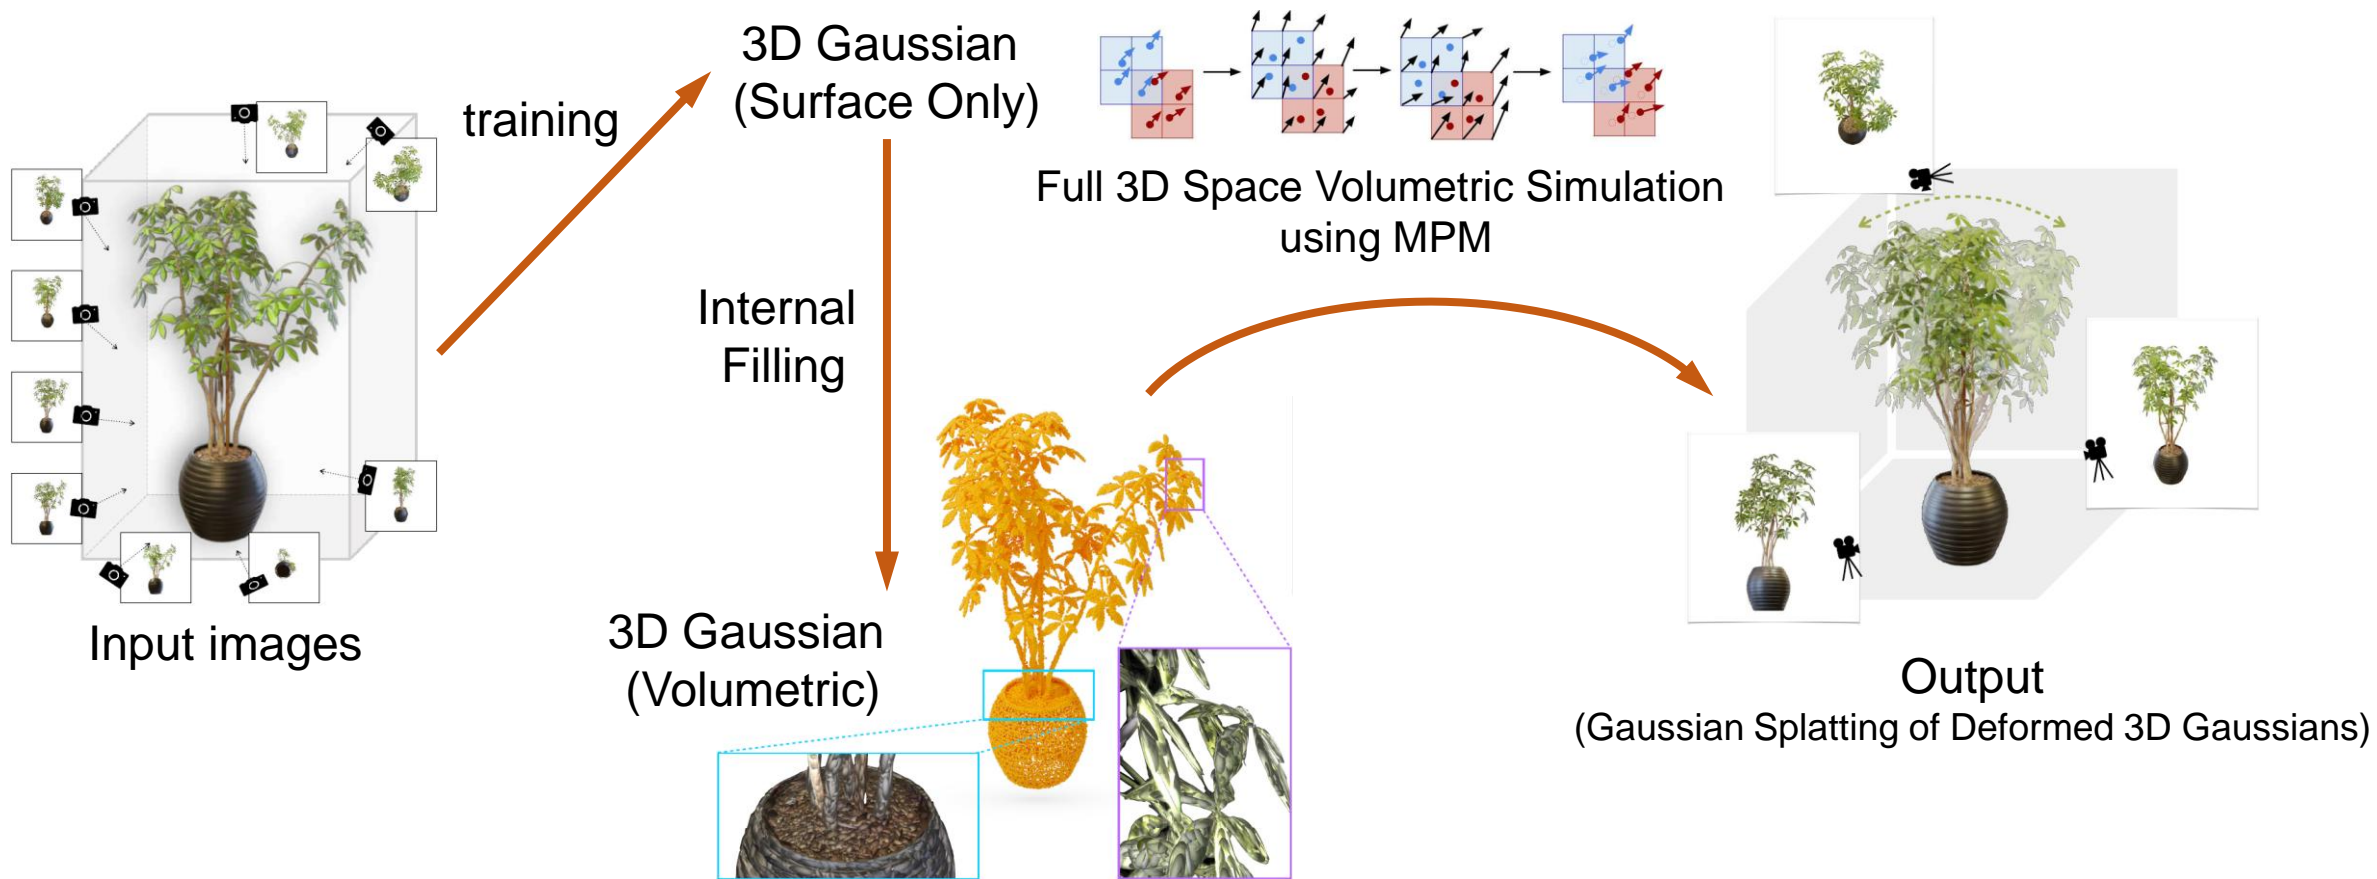 Input images
training
3D Gaussian
(Surface Only)
Internal
Filling
3D Gaussian
(Volumetric)
Full 3D Space Volumetric Simulation
using MPM
Output
(Gaussian Splatting of Deformed 3D Gaussians)